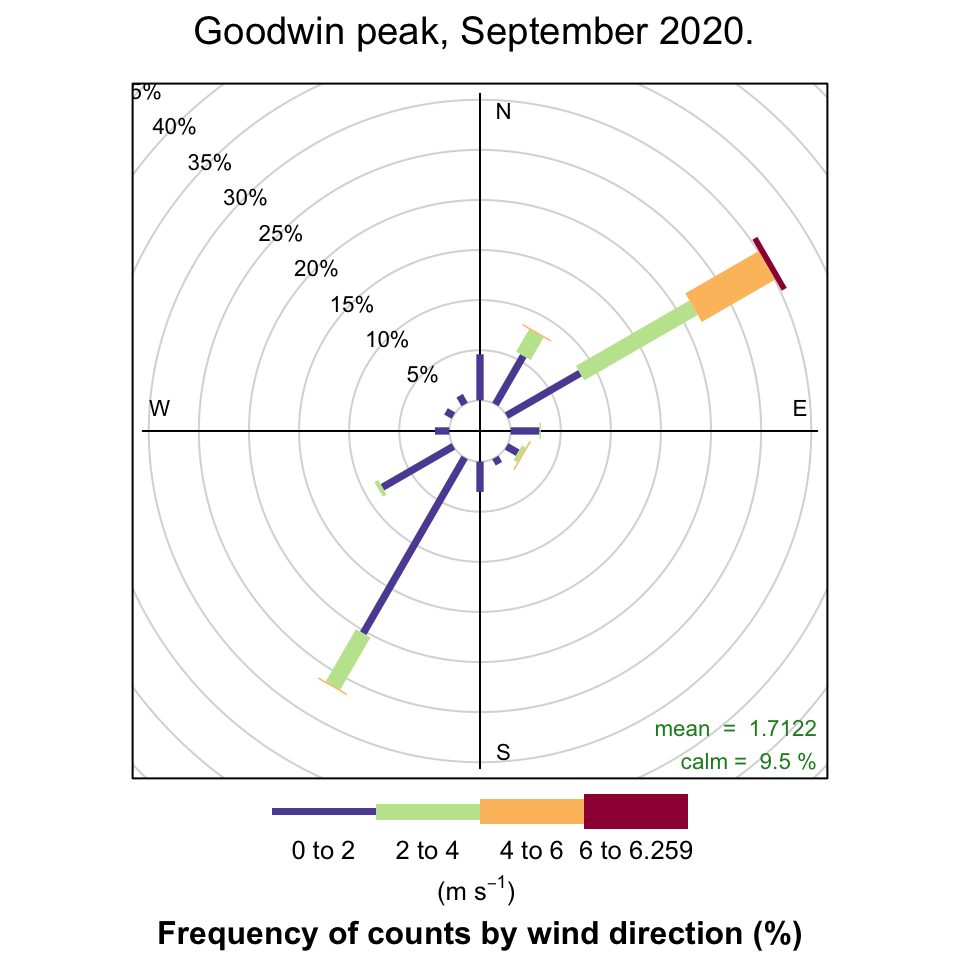 Goodwin peak, September 2020.
5%
40%
35%
30%
25%
20%
15%
10%
5%
N
W
E
S
mean = 1.7122
calm = 9.5 %
0 to 2 2 to 4 4 to 6 6 to 6.259
(m s⁻¹)
Frequency of counts by wind direction (%)